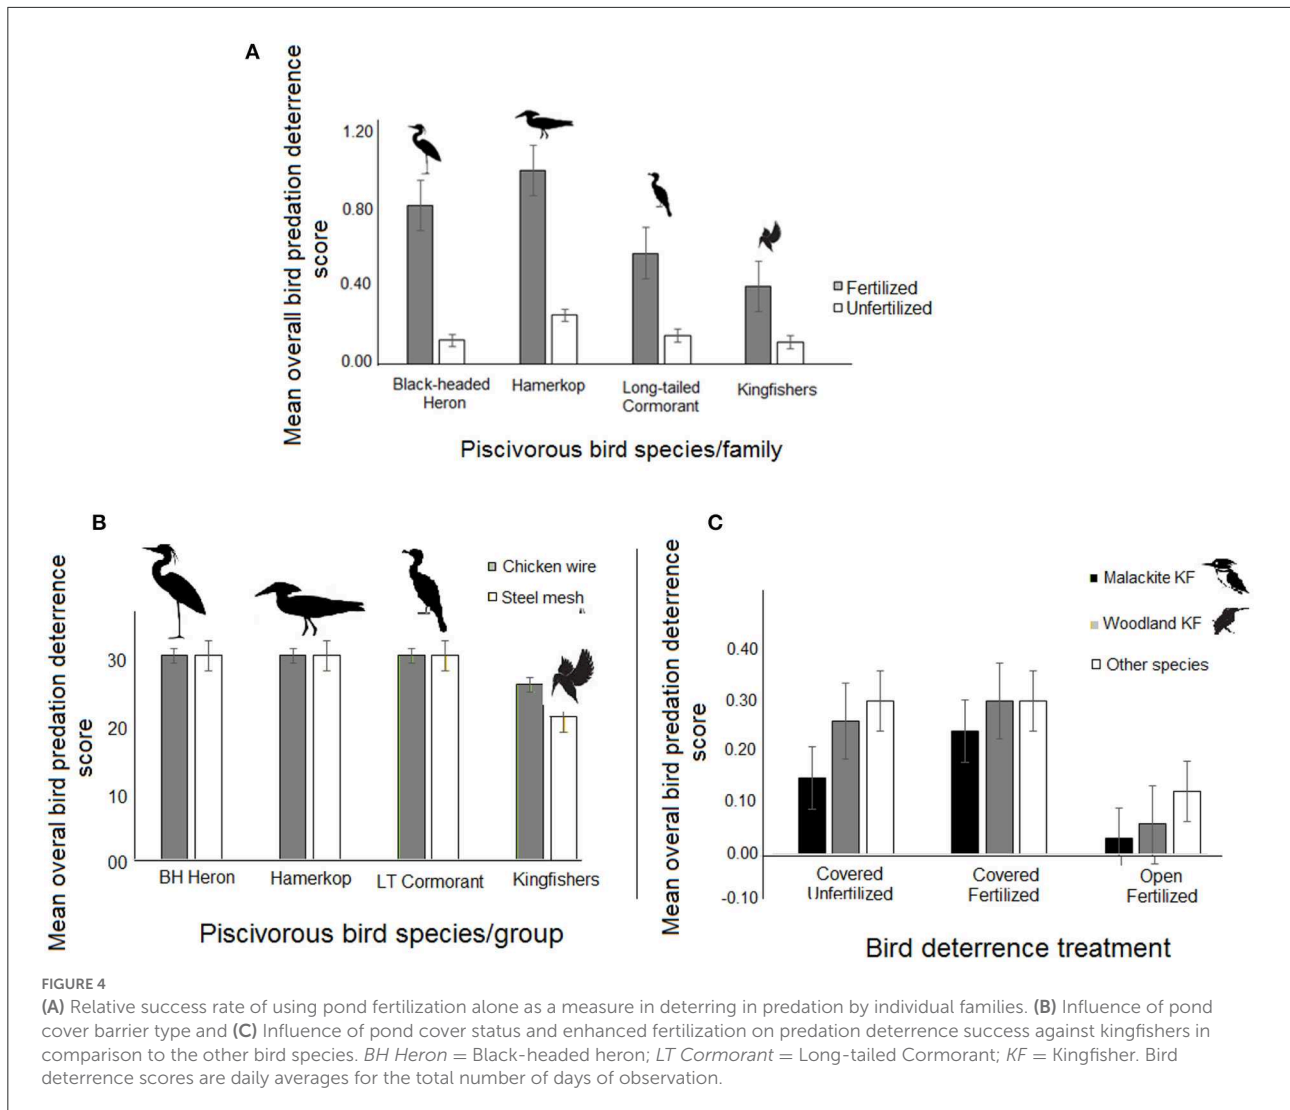 A
Mean overall bird predation deterrence
score
1.20
0.80
0.40
0.00
Fertilized
Unfertilized
Black-headed
Heron
Hamerkop
Long-tailed
Cormorant
Kingfishers
Piscivorous bird species/family
B
Mean overal bird predation deterrence
score
Chicken wire
Steel mesh
30
20
10
00
BH Heron
Hamerkop
LT Cormorant
Kingfishers
Piscivorous bird species/group
C
Mean overal bird predation deterrence
score
Malackite KF
Woodland KF
Other species
0.40
0.30
0.20
0.10
0.00
-0.10
Covered
Unfertilized
Covered
Fertilized
Open
Fertilized
Bird deterrence treatment
FIGURE 4
(A) Relative success rate of using pond fertilization alone as a measure in deterring in predation by individual families. (B) Influence of pond
cover barrier type and (C) Influence of pond cover status and enhanced fertilization on predation deterrence success against kingfishers in
comparison to the other bird species. BH Heron = Black-headed heron; LT Cormorant = Long-tailed Cormorant; KF = Kingfisher. Bird
deterrence scores are daily averages for the total number of days of observation.